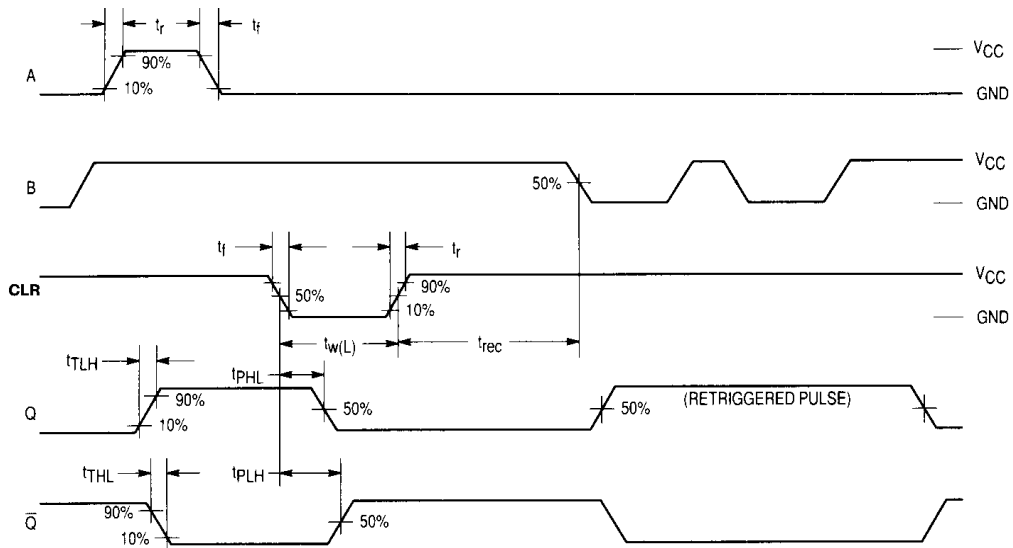 tr
tf
VCC
A
90%
10%
GND
VCC
B
50%
GND
tf
tr
CLR
VCC
50%
90%
10%
GND
tw(L)
trec
tTLH
tPHL
Q
90%
10%
50%
50%
(RETRIGGERED PULSE)
tTHL
tPLH
Q̅
90%
10%
50%